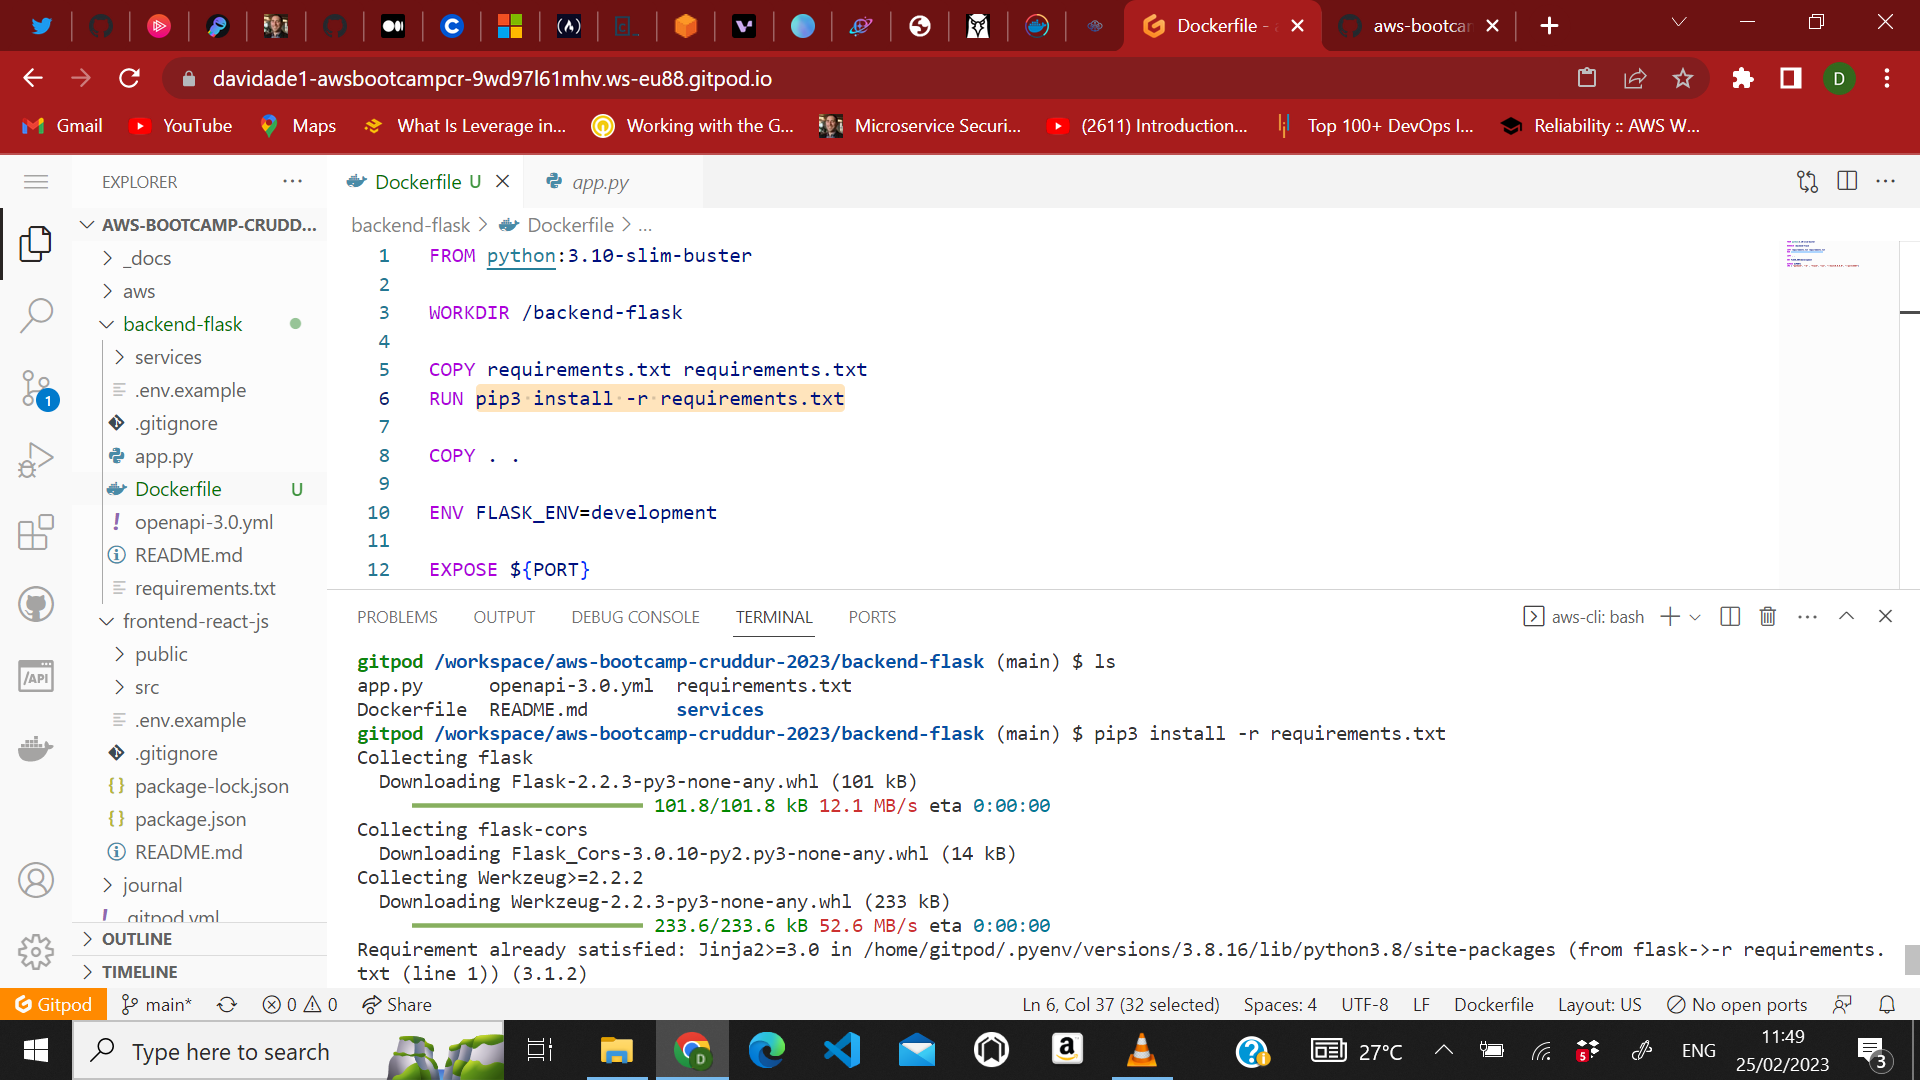 Dockerfile - a
aws-bootcar
davidade1-awsbootcampcr-9wd97l61mhv.ws-eu88.gitpod.io
D
Gmail
YouTube
Maps
What Is Leverage in...
Working with the G...
Microservice Securi...
(2611) Introduction...
Top 100+ DevOps I...
Reliability :: AWS W...
EXPLORER
Dockerfile U
app.py
AWS-BOOTCAMP-CRUDD...
backend-flask > Dockerfile > ...
_docs
aws
backend-flask
services
.env.example
.gitignore
app.py
Dockerfile U
openapi-3.0.yml
README.md
requirements.txt
frontend-react-js
public
src
.env.example
.gitignore
package-lock.json
package.json
README.md
journal
.gitpod.yml
OUTLINE
TIMELINE
1
/API
1 FROM python:3.10-slim-buster
2
3 WORKDIR /backend-flask
4
5 COPY requirements.txt requirements.txt
6 RUN pip3 install -r requirements.txt
7
8 COPY . .
9
10 ENV FLASK_ENV=development
11
12 EXPOSE ${PORT}
PROBLEMS OUTPUT DEBUG CONSOLE TERMINAL PORTS
aws-cli: bash
gitpod /workspace/aws-bootcamp-cruddur-2023/backend-flask (main) $ ls
app.py openapi-3.0.yml requirements.txt
Dockerfile README.md services
gitpod /workspace/aws-bootcamp-cruddur-2023/backend-flask (main) $ pip3 install -r requirements.txt
Collecting flask
Downloading Flask-2.2.3-py3-none-any.whl (101 kB)
101.8/101.8 kB 12.1 MB/s eta 0:00:00
Collecting flask-cors
Downloading Flask_Cors-3.0.10-py2.py3-none-any.whl (14 kB)
Collecting Werkzeug>=2.2.2
Downloading Werkzeug-2.2.3-py3-none-any.whl (233 kB)
233.6/233.6 kB 52.6 MB/s eta 0:00:00
Requirement already satisfied: Jinja2>=3.0 in /home/gitpod/.pyenv/versions/3.8.16/lib/python3.8/site-packages (from flask->-r requirements.
txt (line 1)) (3.1.2)
Gitpod main* 0 0 Share
Ln 6, Col 37 (32 selected) Spaces: 4 UTF-8 LF Dockerfile Layout: US No open ports
Type here to search
27°C
5
ENG
11:49
25/02/2023
3